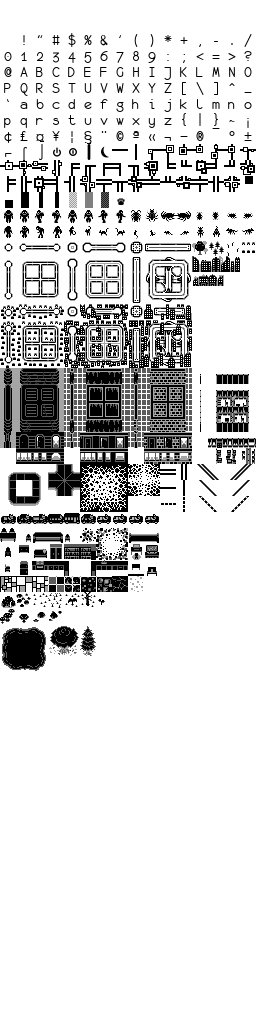 ! " # $ % & ' ( ) * + , - . /
0 1 2 3 4 5 6 7 8 9 : ; < = > ?
@ A B C D E F G H I J K L M N O
P Q R S T U V W X Y Z [ \ ] ^ _
` a b c d e f g h i j k l m n o
p q r s t u v w x y z { | } ~ ¡
¢ £ ¤ ¥ ¦ § ¨ © ª « ¬ - ® ° ±